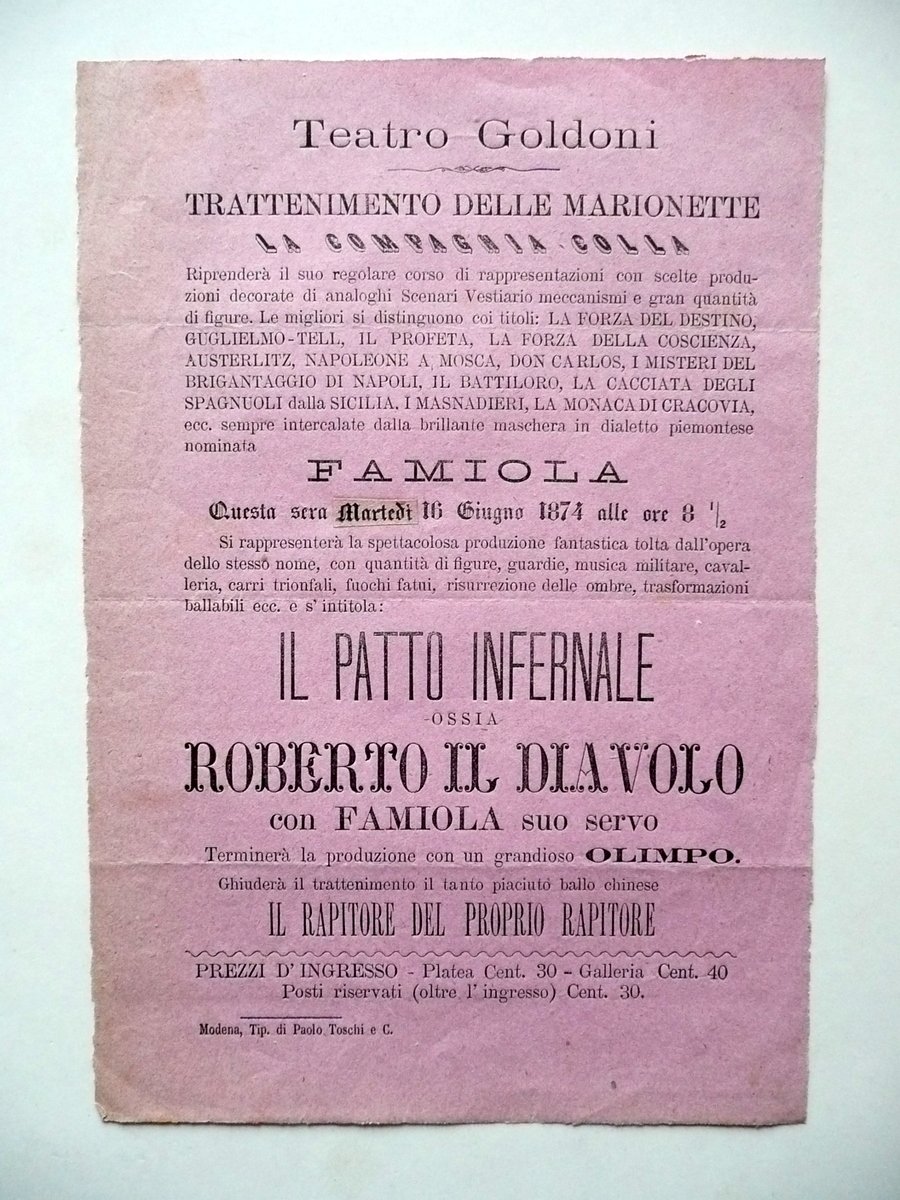 Teatro Goldoni
TRATTENIMENTO DELLE MARIONETTE
LA COMPAGNIA COLLA
Riprenderà il suo regolare corso di rappresentazioni con scelte produ-
zioni decorate di analoghi Scenari Vestiario meccanismi e gran quantità
di figure. Le migliori si distinguono coi titoli: LA FORZA DEL DESTINO,
GUGLIELMO-TELL, IL PROFETA, LA FORZA DELLA COSCIENZA,
AUSTERLITZ, NAPOLEONE A MOSCA, DON CARLOS, I MISTERI DEL
BRIGANTAGGIO DI NAPOLI, IL BATTILORO, LA CACCIATA DEGLI
SPAGNUOLI dalla SICILIA, I MASNADIERI, LA MONACA DI CRACOVIA,
ecc. sempre intercalate dalla brillante maschera in dialetto piemontese
nominata
FAMIOLA
Questa sera Martedì 16 Giugno 1874 alle ore 8 1/2
Si rappresenterà la spettacolosa produzione fantastica tolta dall'opera
dello stesso nome, con quantità di figure, guardie, musica militare, caval-
leria, carri trionfali, fuochi fatui, risurrezione delle ombre, trasformazioni
ballabili ecc. e s' intitola:
IL PATTO INFERNALE
-OSSIA
ROBERTO IL DIAVOLO
con FAMIOLA suo servo
Terminerà la produzione con un grandioso OLIMPO.
Ghiuderà il trattenimento il tanto piaciuto ballo chinese
IL RAPITORE DEL PROPRIO RAPITORE
PREZZI D' INGRESSO - Platea Cent. 30 - Galleria Cent. 40
Posti riservati (oltre l' ingresso) Cent. 30.
Modena, Tip. di Paolo Toschi e C.